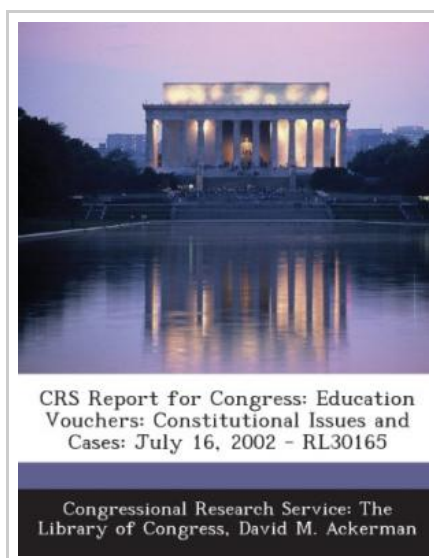 CRS Report for Congress: Education
Vouchers: Constitutional Issues and
Cases: July 16, 2002 - RL30165
Congressional Research Service: The
Library of Congress, David M. Ackerman